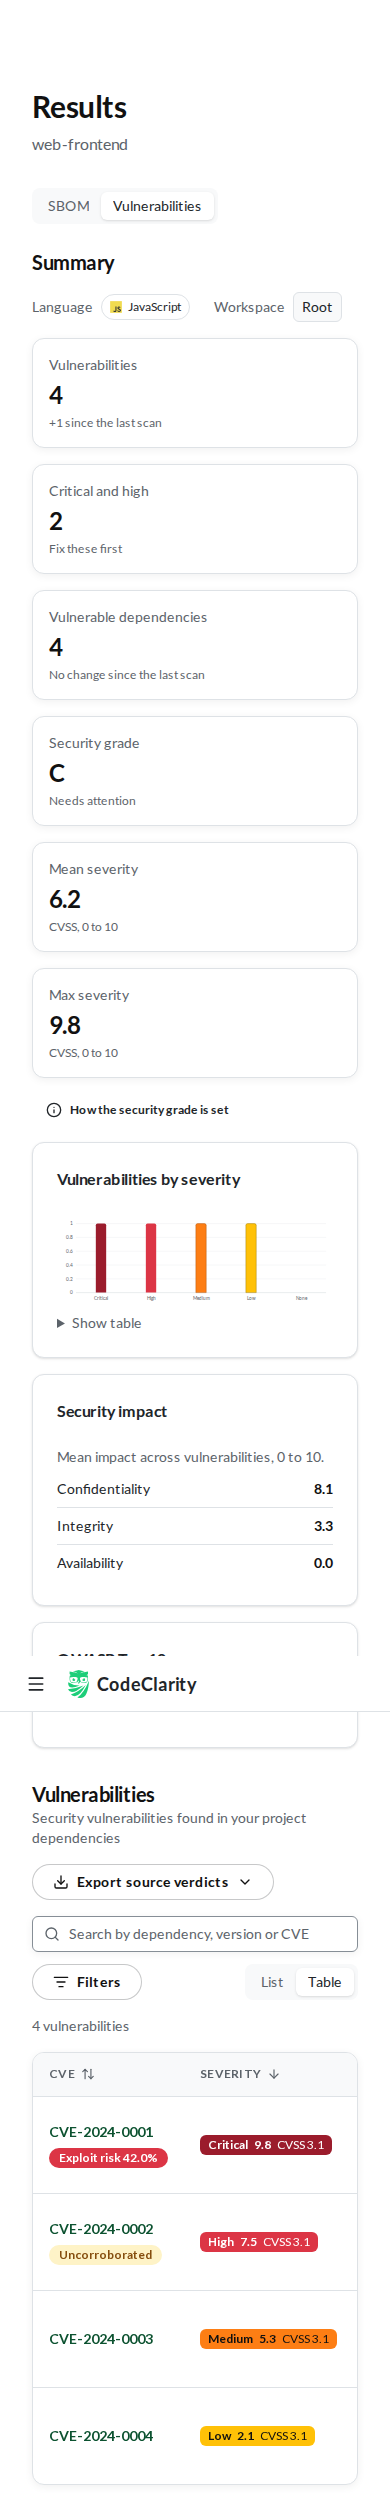 Results
web-frontend
SBOM Vulnerabilities
Summary
Language JS JavaScript Workspace Root
Vulnerabilities
4
+1 since the last scan
Critical and high
2
Fix these first
Vulnerable dependencies
4
No change since the last scan
Security grade
C
Needs attention
Mean severity
6.2
CVSS, 0 to 10
Max severity
9.8
CVSS, 0 to 10
How the security grade is set
Vulnerabilities by severity
1
0.8
0.6
0.4
0.2
0
Critical High Medium Low None
Show table
Security impact
Mean impact across vulnerabilities, 0 to 10.
Confidentiality 8.1
Integrity 3.3
Availability 0.0
CodeClarity
Vulnerabilities
Security vulnerabilities found in your project
dependencies
Export source verdicts
Search by dependency, version or CVE
Filters List Table
4 vulnerabilities
CVE SEVERITY
CVE-2024-0001
Exploit risk 42.0%
Critical 9.8 CVSS 3.1
CVE-2024-0002
Uncorroborated
High 7.5 CVSS 3.1
CVE-2024-0003
Medium 5.3 CVSS 3.1
CVE-2024-0004
Low 2.1 CVSS 3.1